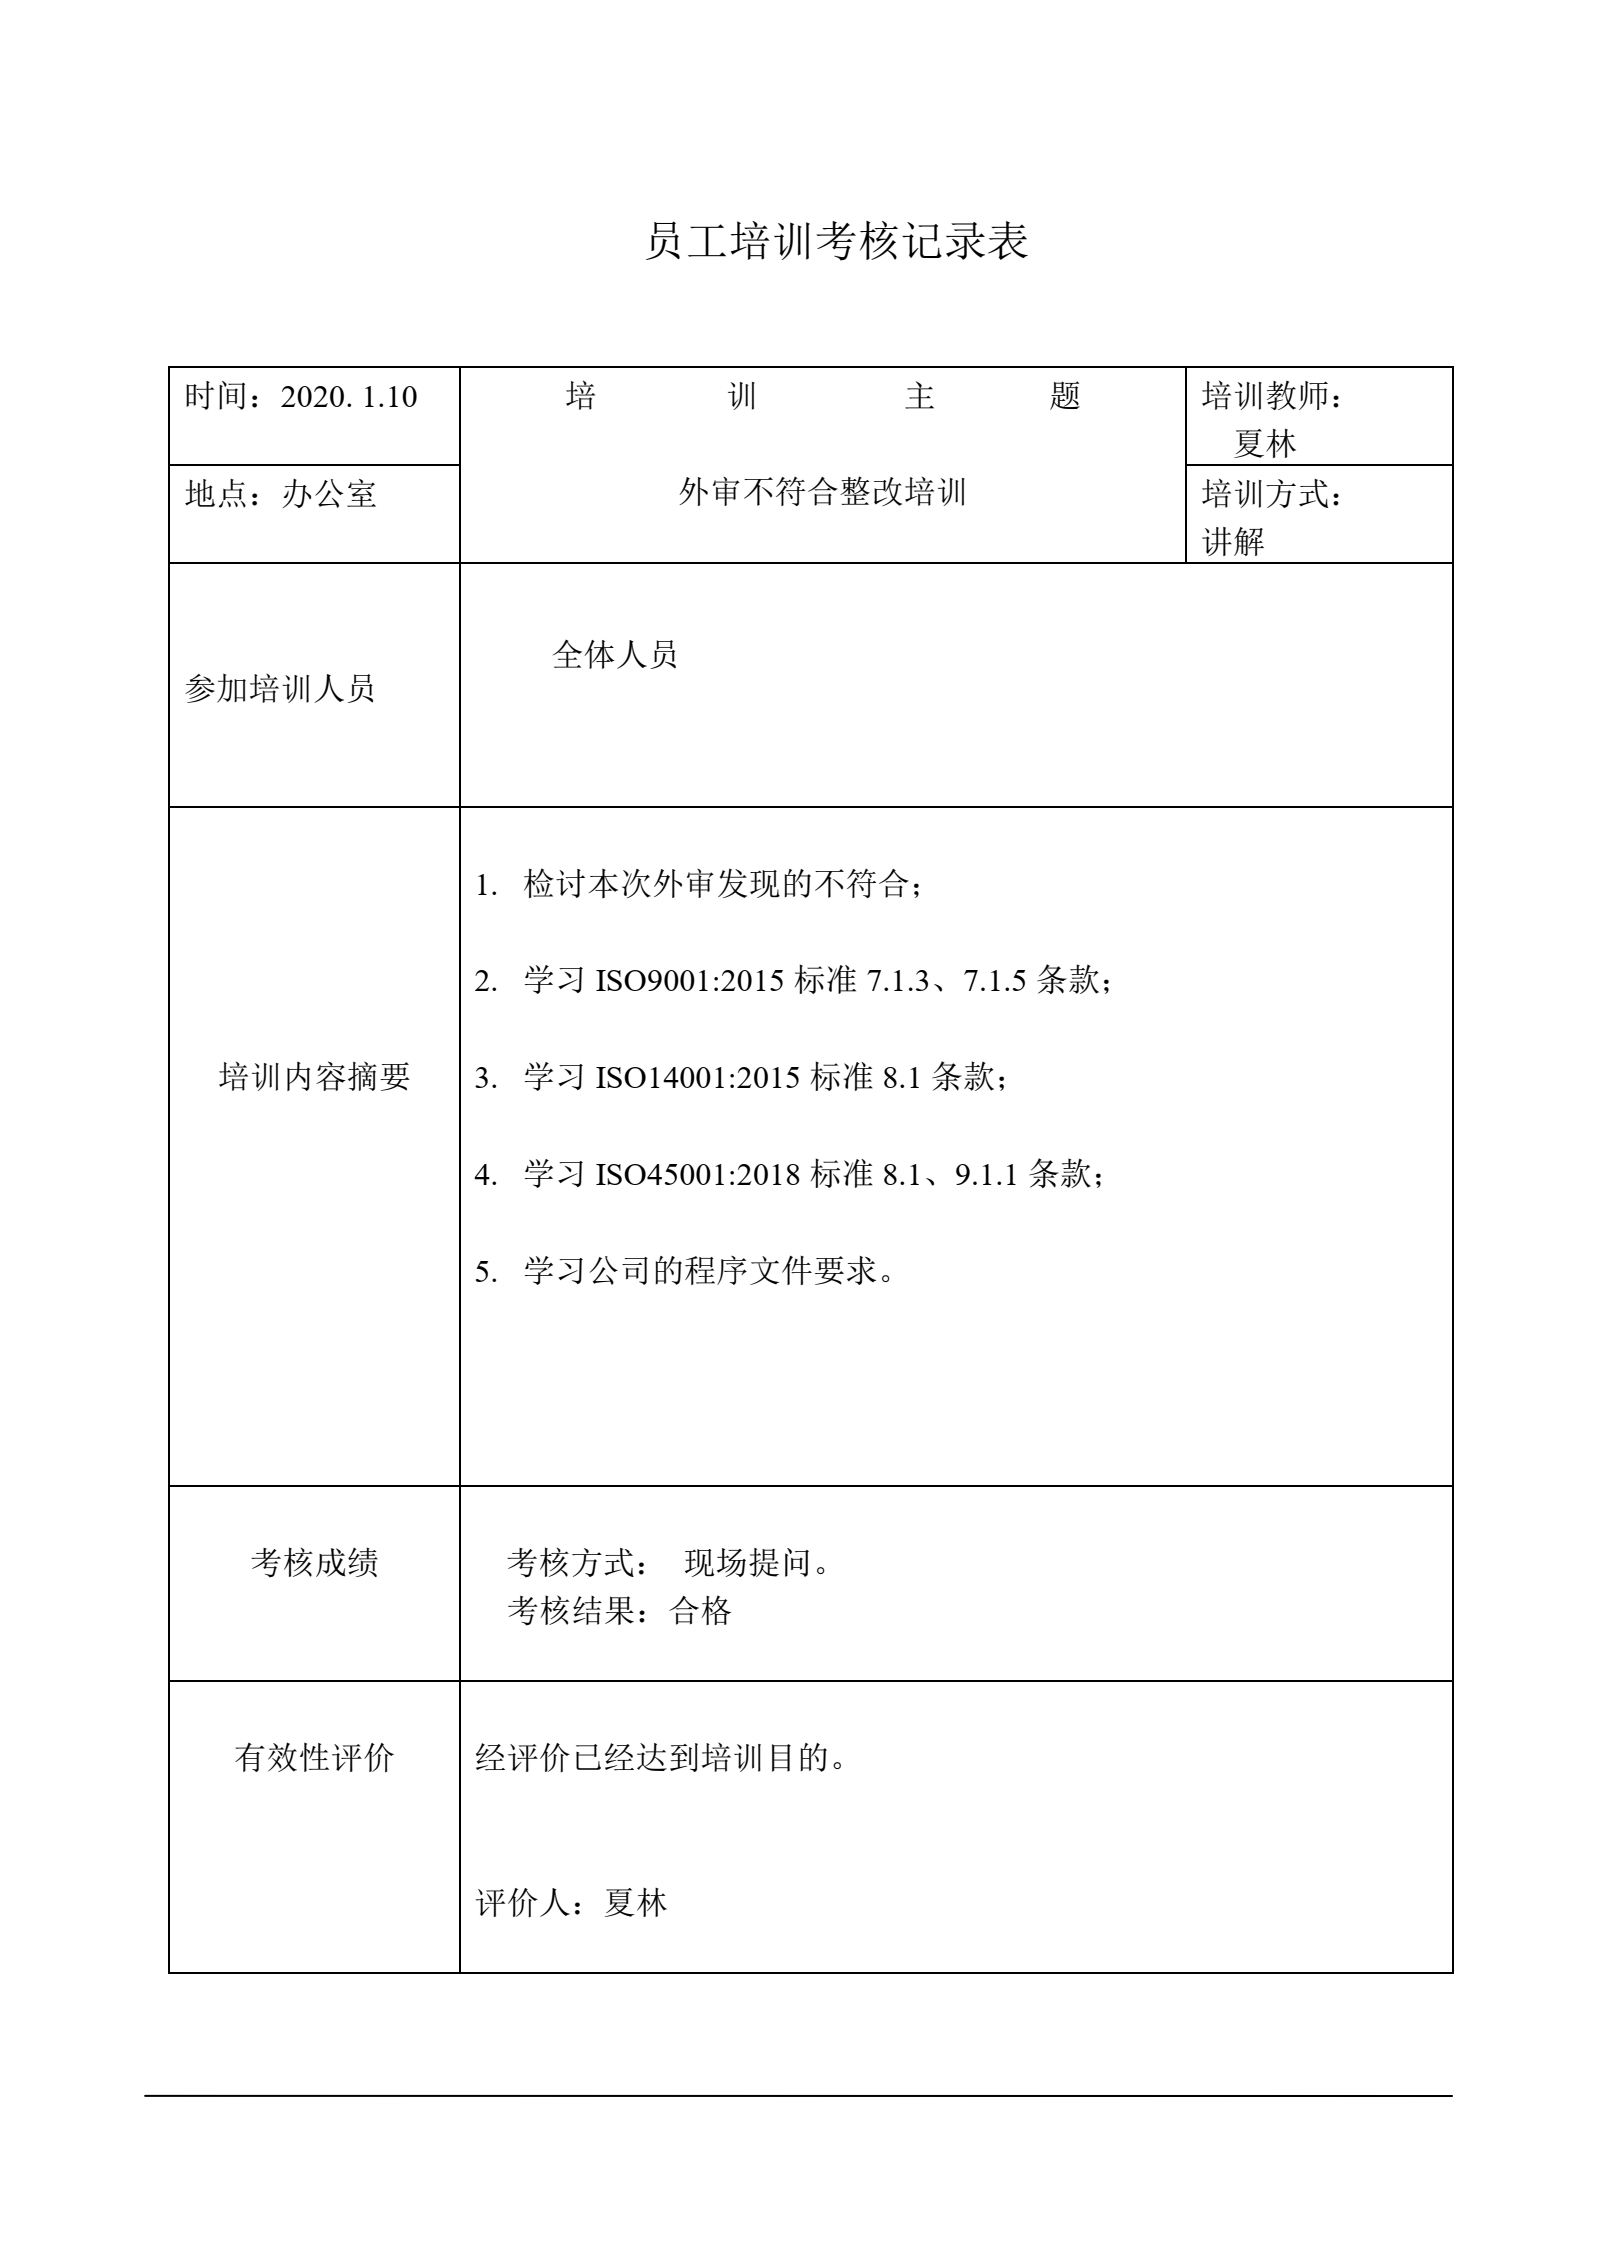 员工培训考核记录表
时间：2020. 1.10
培 训 主 题
培训教师：
夏林
地点：办公室
外审不符合整改培训
培训方式：
讲解
参加培训人员
全体人员
培训内容摘要
1. 检讨本次外审发现的不符合；
2. 学习 ISO9001:2015 标准 7.1.3、7.1.5 条款；
3. 学习 ISO14001:2015 标准 8.1 条款；
4. 学习 ISO45001:2018 标准 8.1、9.1.1 条款；
5. 学习公司的程序文件要求。
考核成绩
考核方式： 现场提问。
考核结果：合格
有效性评价
经评价已经达到培训目的。
评价人：夏林